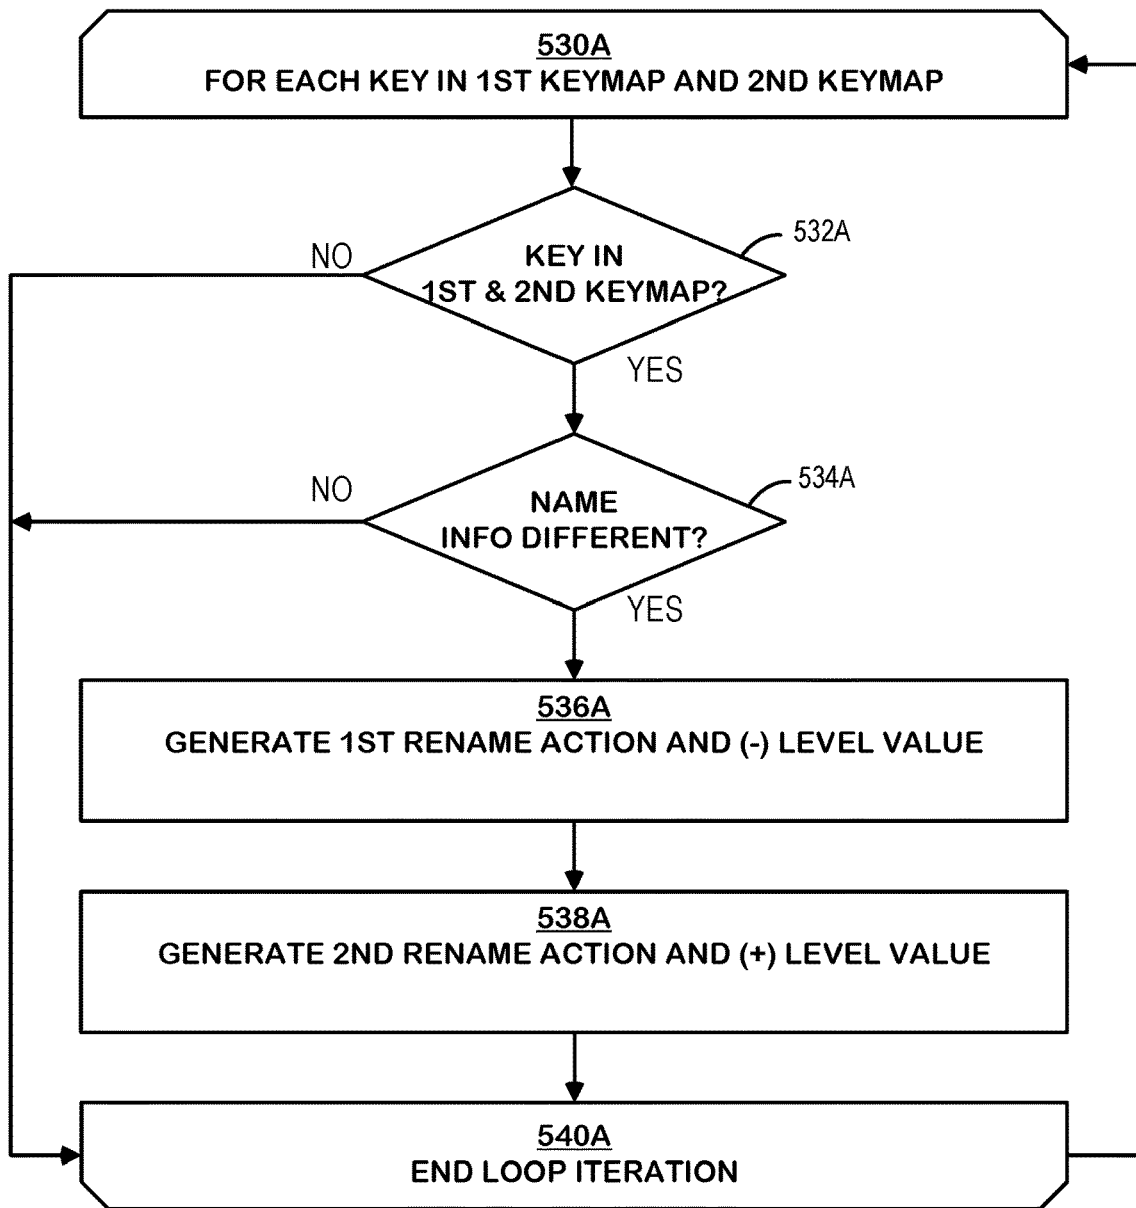 530A
FOR EACH KEY IN 1ST KEYMAP AND 2ND KEYMAP
532A
NO
KEY IN
1ST & 2ND KEYMAP?
YES
534A
NO
NAME
INFO DIFFERENT?
YES
536A
GENERATE 1ST RENAME ACTION AND (-) LEVEL VALUE
538A
GENERATE 2ND RENAME ACTION AND (+) LEVEL VALUE
540A
END LOOP ITERATION